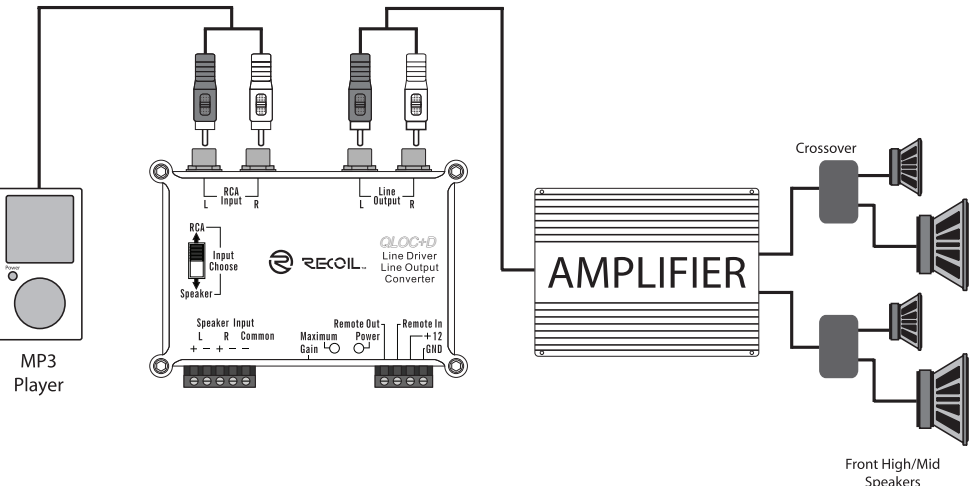 Crossover
RCA
Input
L R
Line
Output
L R
RCA
Input
Choose
Speaker
RECOIL™
QLOC+D
Line Driver
Line Output
Converter
AMPLIFIER
Power
MP3
Player
Speaker Input
L R Common
+ - + - -
Maximum
Gain
Remote Out
Power
Remote In
+12
GND
Front High/Mid
Speakers